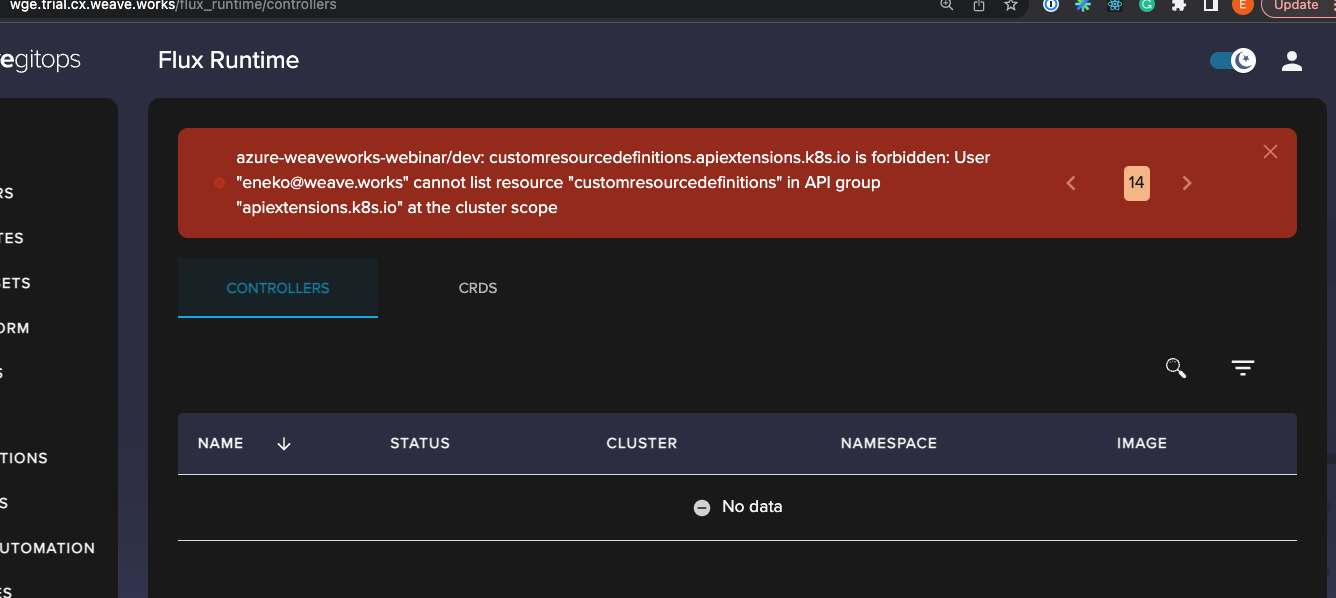 wge.trial.cx.weave.works/flux_runtime/controllers
E
Update
egitops
Flux Runtime
azure-weaveworks-webinar/dev: customresourcedefinitions.apiextensions.k8s.io is forbidden: User
"eneko@weave.works" cannot list resource "customresourcedefinitions" in API group
"apiextensions.k8s.io" at the cluster scope
14
RS
TES
SETS
ORM
S
TIONS
S
UTOMATION
ES
CONTROLLERS
CRDS
NAME
STATUS
CLUSTER
NAMESPACE
IMAGE
No data